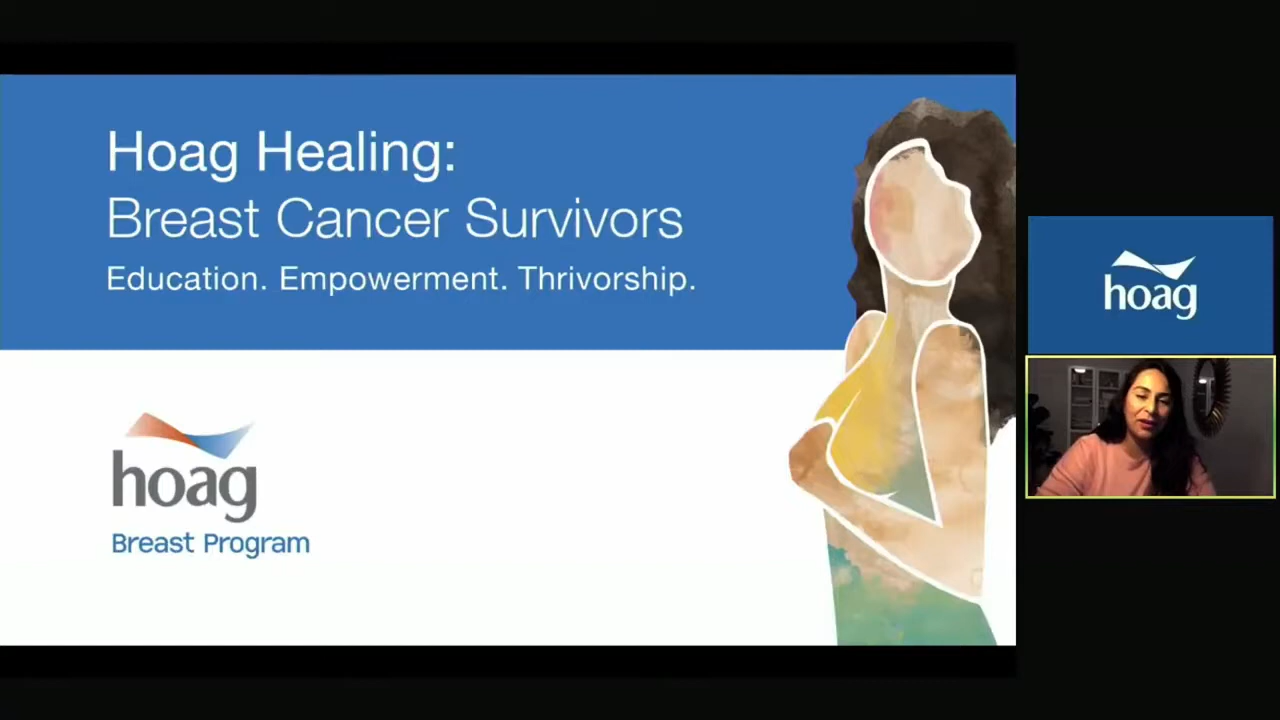 Hoag Healing:
Breast Cancer Survivors
Education. Empowerment. Thrivorship.
hoag
Breast Program
hoag